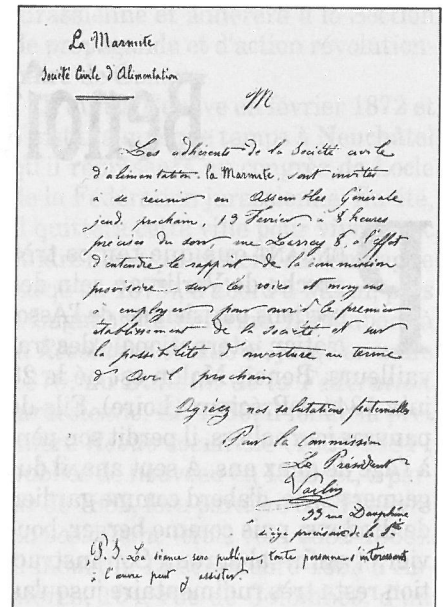 La Marmite
Société Civile d'Alimentation
M
Les adhérents de la Société civile
d'alimentation la Marmite, sont invités
à se réunir en Assemblée Générale
jeudi prochain 13 Février à 8 heures
précises du soir, rue Larrey 8, à l'effet
d'entendre le rapport de la commission
provisoire sur les voies et moyens
à employer pour ouvrir le premier
établissement de la société et sur
la possibilité d'ouverture au terme
d'Avril prochain
Agréez nos salutations fraternelles
Pour la Commission
Le Président
Varlin
33 rue Dauphine
siège provisoire de la Sté
P.S. La séance sera publique, toute personne s'intéressant
à l'œuvre peut y assister.